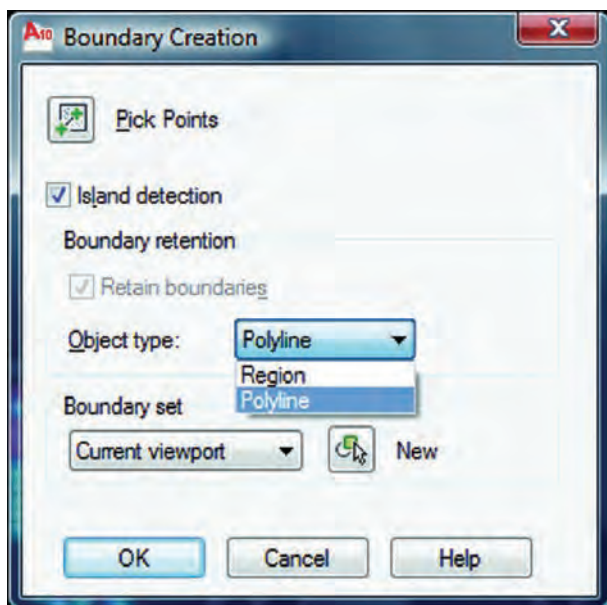 A10 Boundary Creation
Pick Points
Island detection
Boundary retention
Retain boundaries
Object type: Polyline
Region
Polyline
Boundary set
Current viewport New
OK Cancel Help